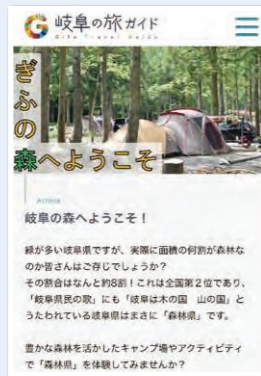 岐阜の旅ガイド
Gifu Travel Guide
ぎふの
森へようこそ
岐阜の森へようこそ！
緑が多い岐阜県ですが、実際に面積の何割が森林な
のか皆さんはご存じでしょうか？
その割合はなんと約8割！これは全国第2位であり、
「岐阜県民の歌」にも「岐阜は木の国　山の国」と
うたわれている岐阜県はまさに「森林県」です。
豊かな森林を活かしたキャンプ場やアクティビティ
で「森林県」を体験してみませんか？